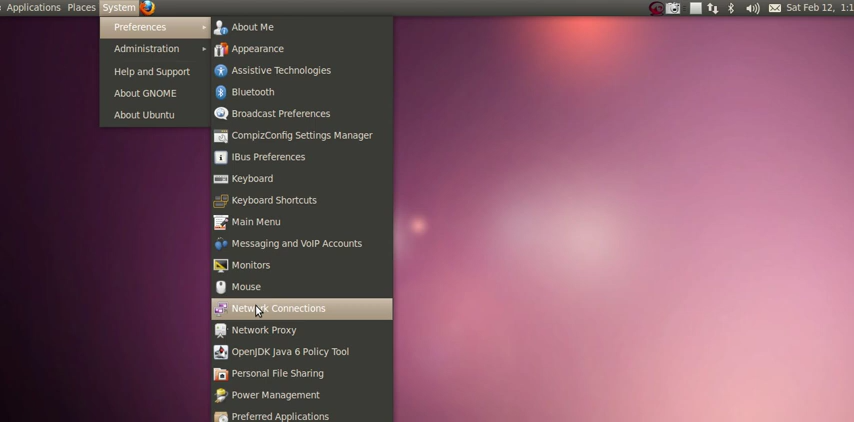 Applications Places System
Sat Feb 12, 1:1
Preferences
Administration
Help and Support
About GNOME
About Ubuntu
About Me
Appearance
Assistive Technologies
Bluetooth
Broadcast Preferences
CompizConfig Settings Manager
IBus Preferences
Keyboard
Keyboard Shortcuts
Main Menu
Messaging and VoIP Accounts
Monitors
Mouse
Network Connections
Network Proxy
OpenJDK Java 6 Policy Tool
Personal File Sharing
Power Management
Preferred Applications